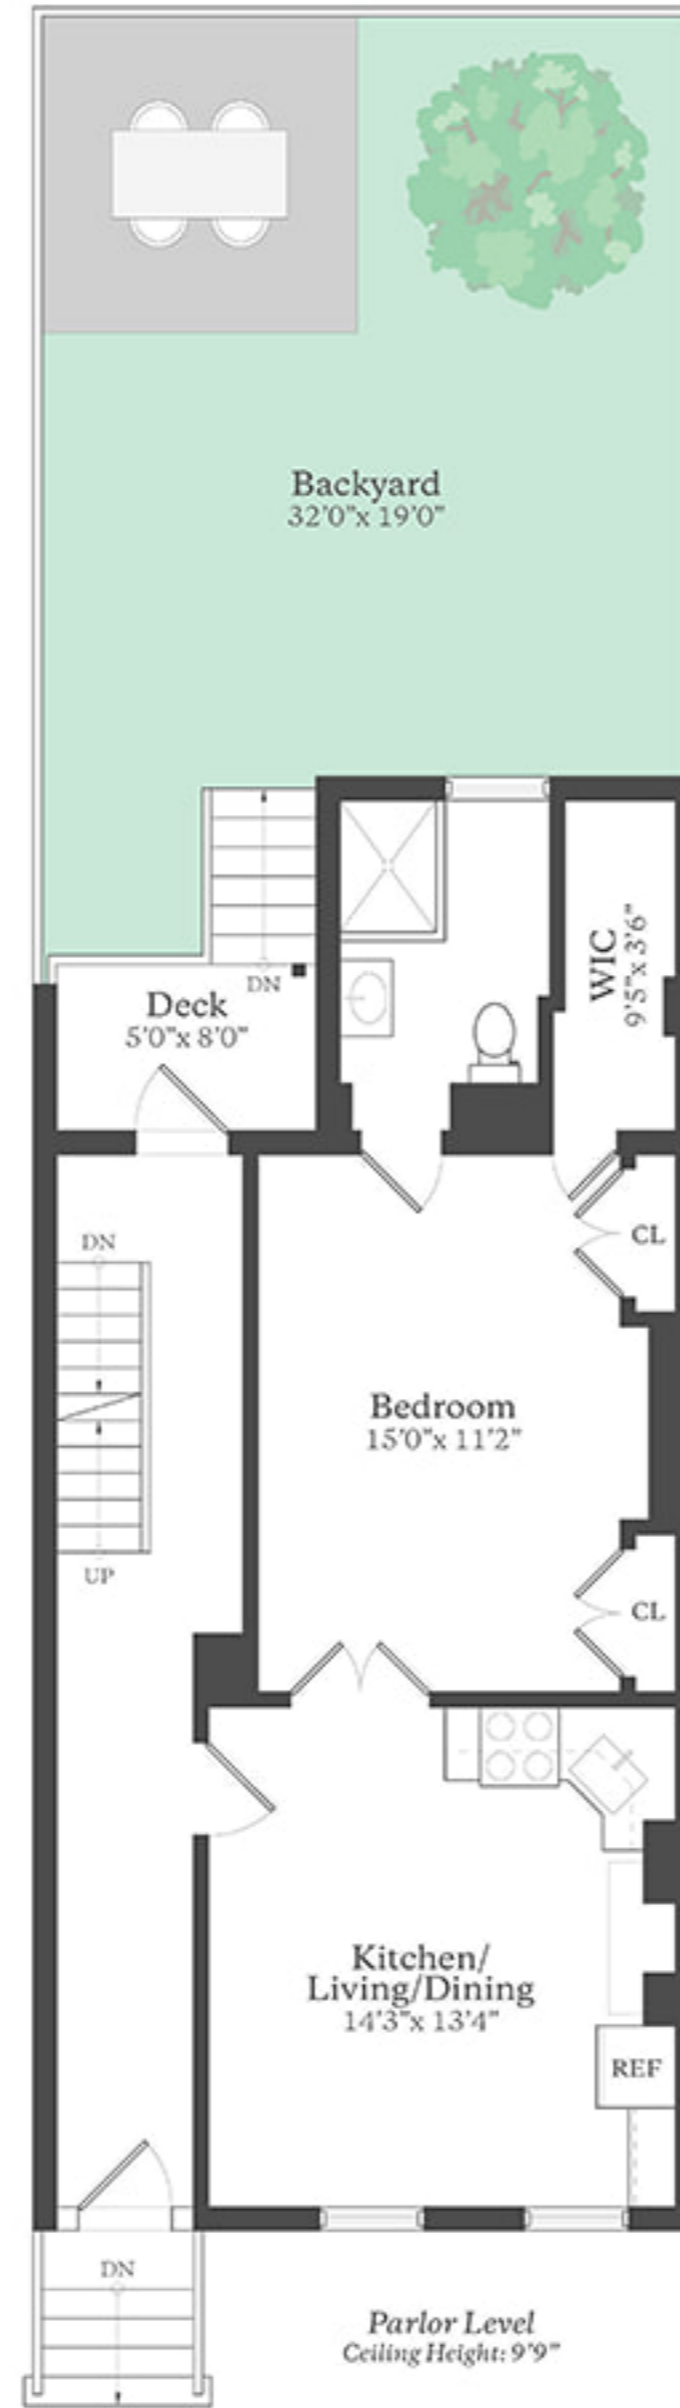 Backyard
32'0"x 19'0"
DN
Deck
5'0"x 8'0"
WIC
9'5"x 3'6"
DN
CL
Bedroom
15'0"x 11'2"
UP
CL
Kitchen/
Living/Dining
14'3"x 13'4"
REF
DN
Parlor Level
Ceiling Height: 9'9"